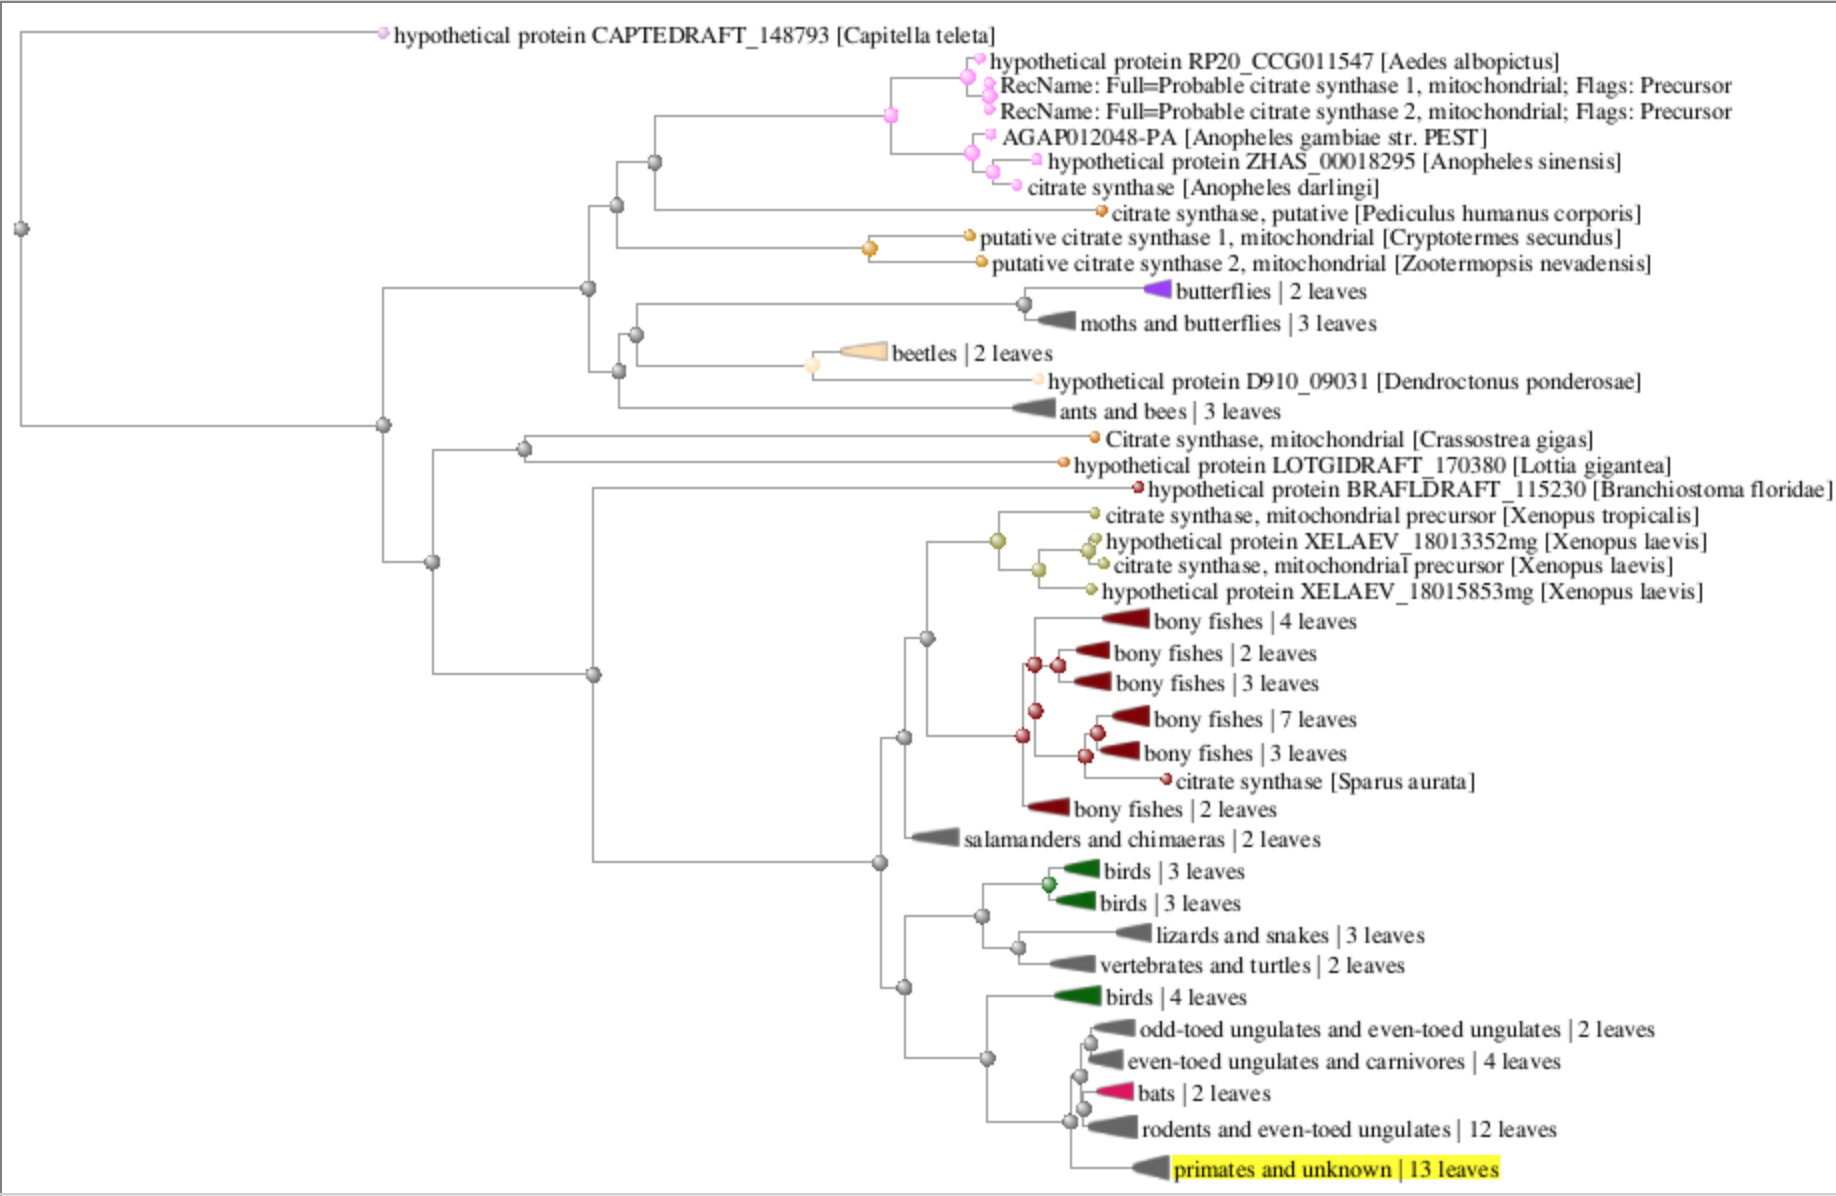 hypothetical protein CAPTEDRAFT_148793 [Capitella teleta]
hypothetical protein RP20_CCG011547 [Aedes albopictus]
RecName: Full=Probable citrate synthase 1, mitochondrial; Flags: Precursor
RecName: Full=Probable citrate synthase 2, mitochondrial; Flags: Precursor
AGAP012048-PA [Anopheles gambiae str. PEST]
hypothetical protein ZHAS_00018295 [Anopheles sinensis]
citrate synthase [Anopheles darlingi]
citrate synthase, putative [Pediculus humanus corporis]
putative citrate synthase 1, mitochondrial [Cryptotermes secundus]
putative citrate synthase 2, mitochondrial [Zootermopsis nevadensis]
butterflies | 2 leaves
moths and butterflies | 3 leaves
beetles | 2 leaves
hypothetical protein D910_09031 [Dendroctonus ponderosae]
ants and bees | 3 leaves
Citrate synthase, mitochondrial [Crassostrea gigas]
hypothetical protein LOTGIDRAFT_170380 [Lottia gigantea]
hypothetical protein BRAFLDRAFT_115230 [Branchiostoma floridae]
citrate synthase, mitochondrial precursor [Xenopus tropicalis]
hypothetical protein XELAEV_18013352mg [Xenopus laevis]
citrate synthase, mitochondrial precursor [Xenopus laevis]
hypothetical protein XELAEV_18015853mg [Xenopus laevis]
bony fishes | 4 leaves
bony fishes | 2 leaves
bony fishes | 3 leaves
bony fishes | 7 leaves
bony fishes | 3 leaves
citrate synthase [Sparus aurata]
bony fishes | 2 leaves
salamanders and chimaeras | 2 leaves
birds | 3 leaves
birds | 3 leaves
lizards and snakes | 3 leaves
vertebrates and turtles | 2 leaves
birds | 4 leaves
odd-toed ungulates and even-toed ungulates | 2 leaves
even-toed ungulates and carnivores | 4 leaves
bats | 2 leaves
rodents and even-toed ungulates | 12 leaves
primates and unknown | 13 leaves